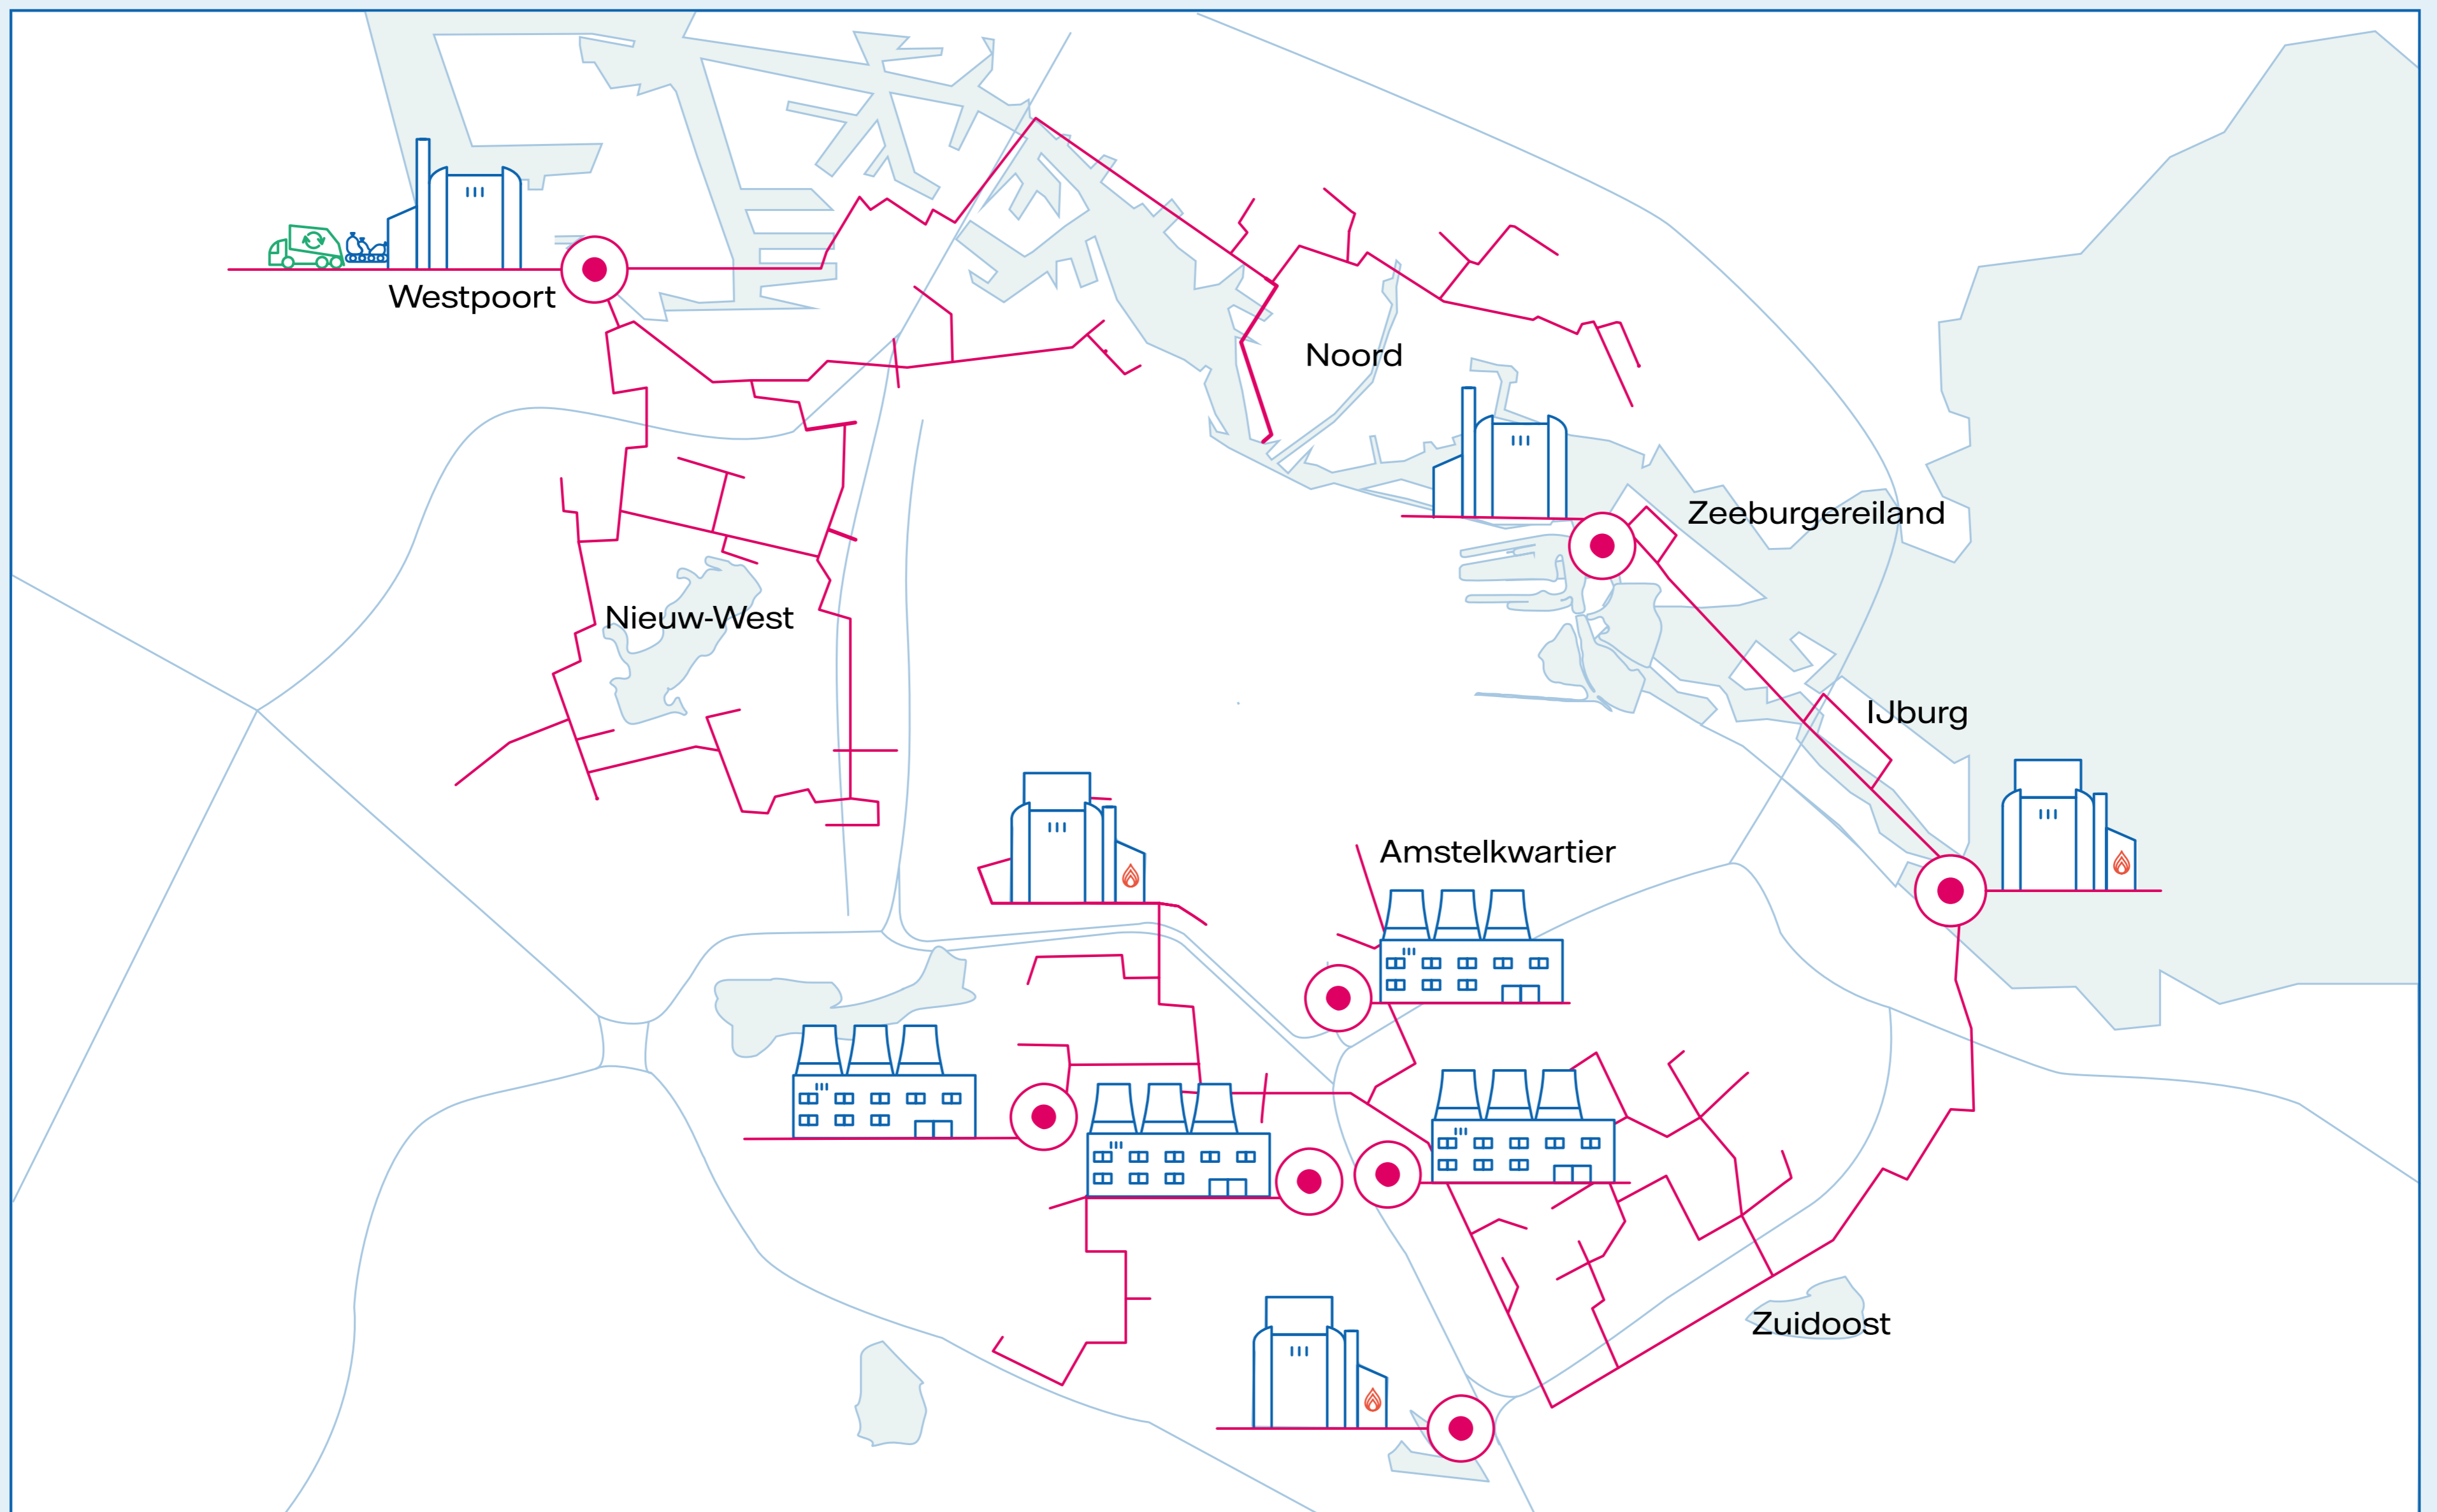 Westpoort
Noord
Zeeburgereiland
Nieuw-West
IJburg
Amstelkwartier
Zuidoost